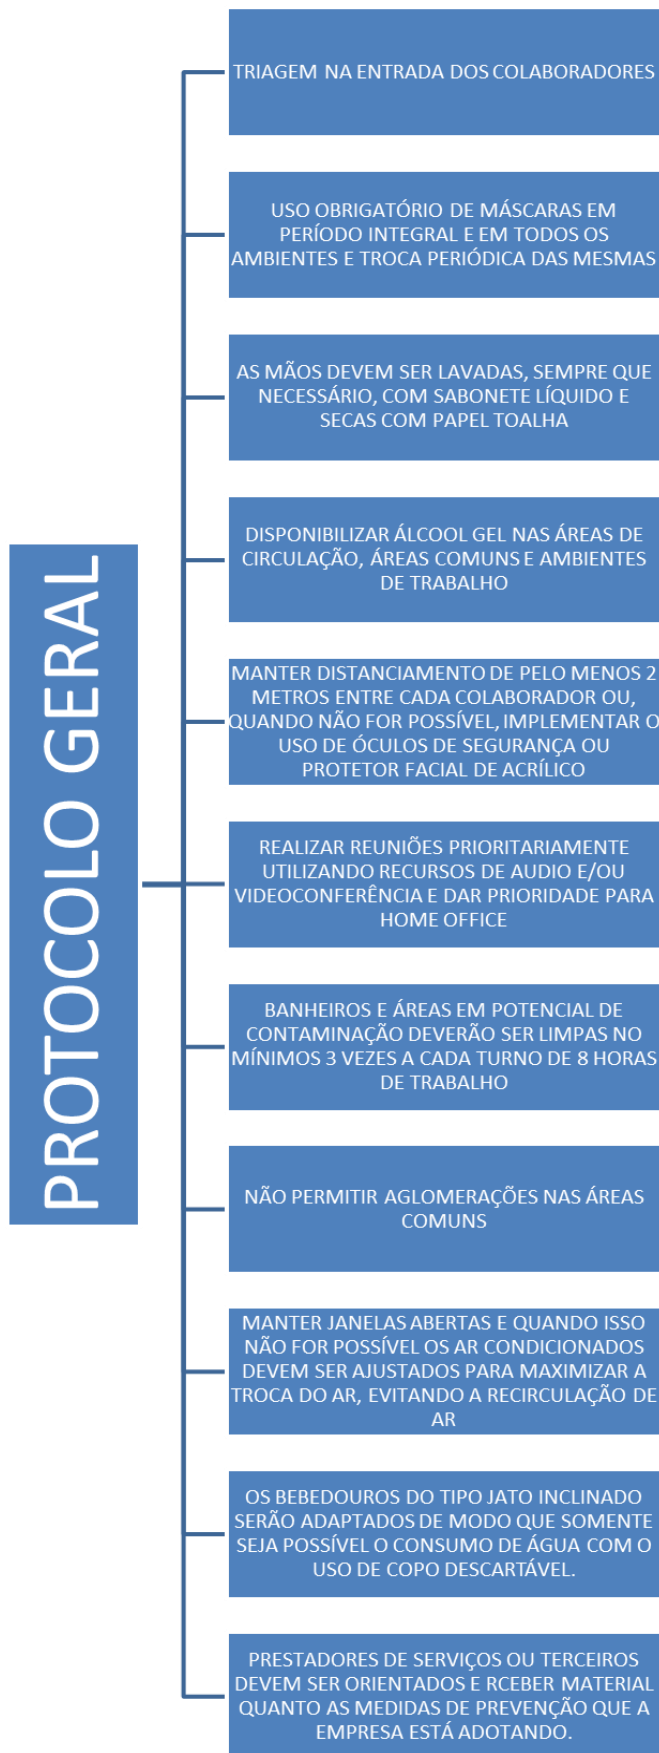 PROTOCOLO GERAL
TRIAGEM NA ENTRADA DOS COLABORADORES
USO OBRIGATÓRIO DE MÁSCARAS EM
PERÍODO INTEGRAL E EM TODOS OS
AMBIENTES E TROCA PERIÓDICA DAS MESMAS
AS MÃOS DEVEM SER LAVADAS, SEMPRE QUE
NECESSÁRIO, COM SABONETE LÍQUIDO E
SECAS COM PAPEL TOALHA
DISPONIBILIZAR ÁLCOOL GEL NAS ÁREAS DE
CIRCULAÇÃO, ÁREAS COMUNS E AMBIENTES
DE TRABALHO
MANTER DISTANCIAMENTO DE PELO MENOS 2
METROS ENTRE CADA COLABORADOR OU,
QUANDO NÃO FOR POSSÍVEL, IMPLEMENTAR O
USO DE ÓCULOS DE SEGURANÇA OU
PROTETOR FACIAL DE ACRÍLICO
REALIZAR REUNIÕES PRIORITARIAMENTE
UTILIZANDO RECURSOS DE AUDIO E/OU
VIDEOCONFERÊNCIA E DAR PRIORIDADE PARA
HOME OFFICE
BANHEIROS E ÁREAS EM POTENCIAL DE
CONTAMINAÇÃO DEVERÃO SER LIMPAS NO
MÍNIMOS 3 VEZES A CADA TURNO DE 8 HORAS
DE TRABALHO
NÃO PERMITIR AGLOMERAÇÕES NAS ÁREAS
COMUNS
MANTER JANELAS ABERTAS E QUANDO ISSO
NÃO FOR POSSÍVEL OS AR CONDICIONADOS
DEVEM SER AJUSTADOS PARA MAXIMIZAR A
TROCA DO AR, EVITANDO A RECIRCULAÇÃO DE
AR
OS BEBEDOUROS DO TIPO JATO INCLINADO
SERÃO ADAPTADOS DE MODO QUE SOMENTE
SEJA POSSÍVEL O CONSUMO DE ÁGUA COM O
USO DE COPO DESCARTÁVEL.
PRESTADORES DE SERVIÇOS OU TERCEIROS
DEVEM SER ORIENTADOS E RCEBER MATERIAL
QUANTO AS MEDIDAS DE PREVENÇÃO QUE A
EMPRESA ESTÁ ADOTANDO.